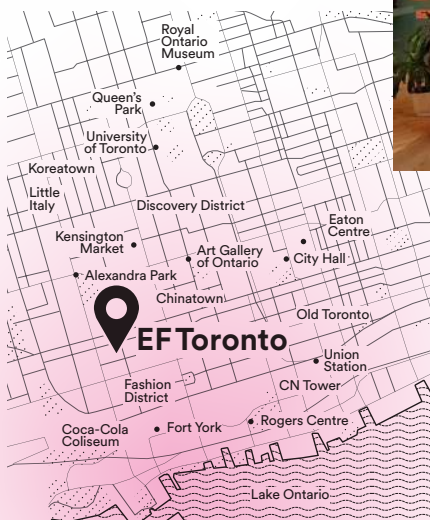 Royal
Ontario
Museum
Queen's
Park
University
of Toronto
Koreatown
Little
Italy
Discovery District
Eaton
Centre
Kensington
Market
Art Gallery
of Ontario
City Hall
Alexandra Park
Chinatown
Old Toronto
EF Toronto
Union
Station
CN Tower
Fashion
District
Rogers Centre
Coca-Cola
Coliseum
Fort York
Lake Ontario